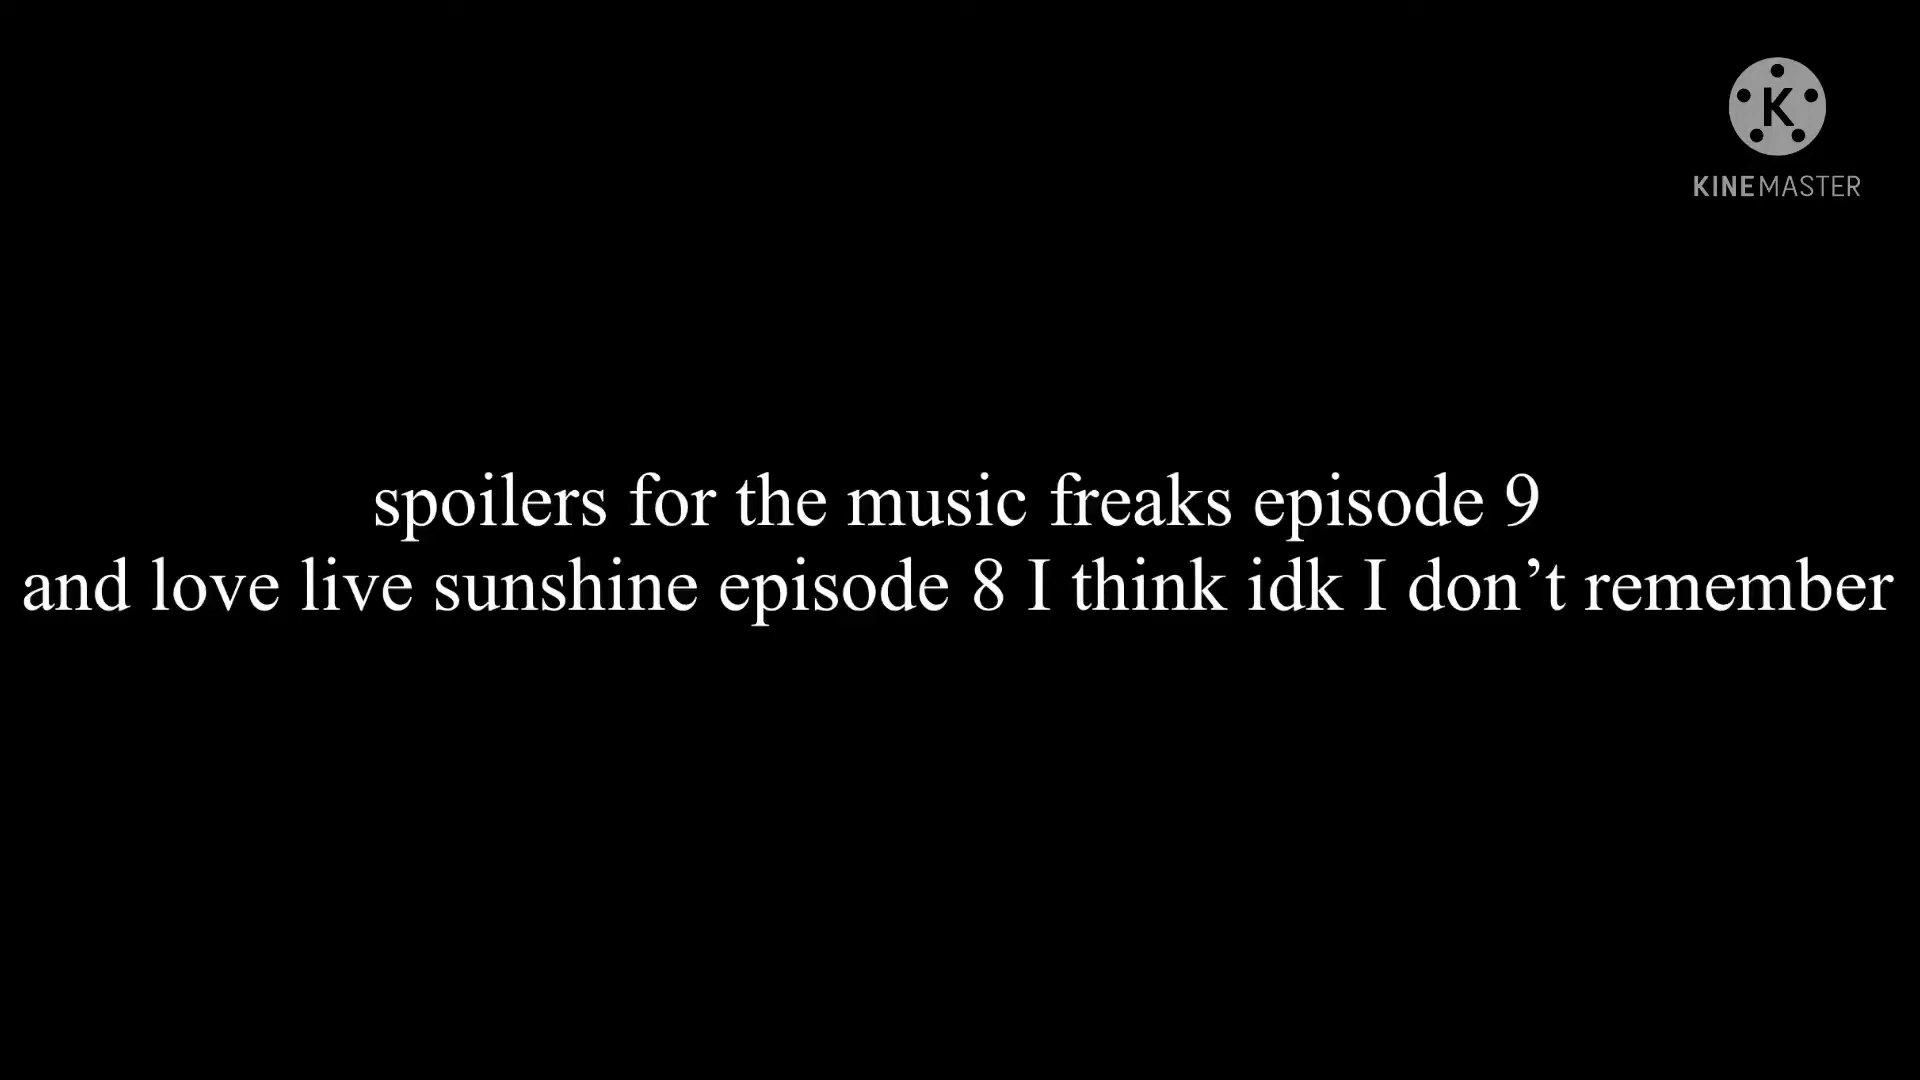 K
KINEMASTER
spoilers for the music freaks episode 9
and love live sunshine episode 8 I think idk I don’t remember